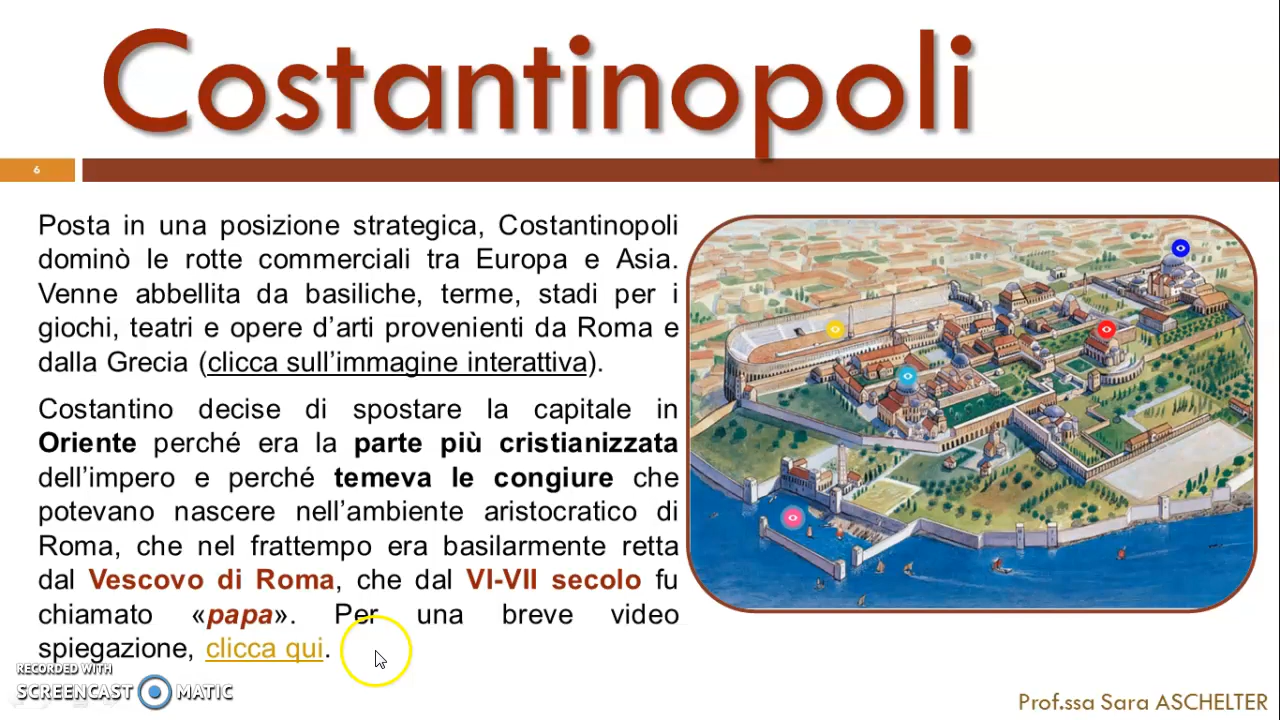 Costantinopoli
6
Posta in una posizione strategica, Costantinopoli
dominò le rotte commerciali tra Europa e Asia.
Venne abbellita da basiliche, terme, stadi per i
giochi, teatri e opere d’arti provenienti da Roma e
dalla Grecia (clicca sull’immagine interattiva).
Costantino decise di spostare la capitale in
Oriente perché era la parte più cristianizzata
dell’impero e perché temeva le congiure che
potevano nascere nell’ambiente aristocratico di
Roma, che nel frattempo era basilarmente retta
dal Vescovo di Roma, che dal VI-VII secolo fu
chiamato «papa». Per una breve video
spiegazione, clicca qui.
RECORDED WITH
SCREENCAST MATIC
Prof.ssa Sara ASCHELTER